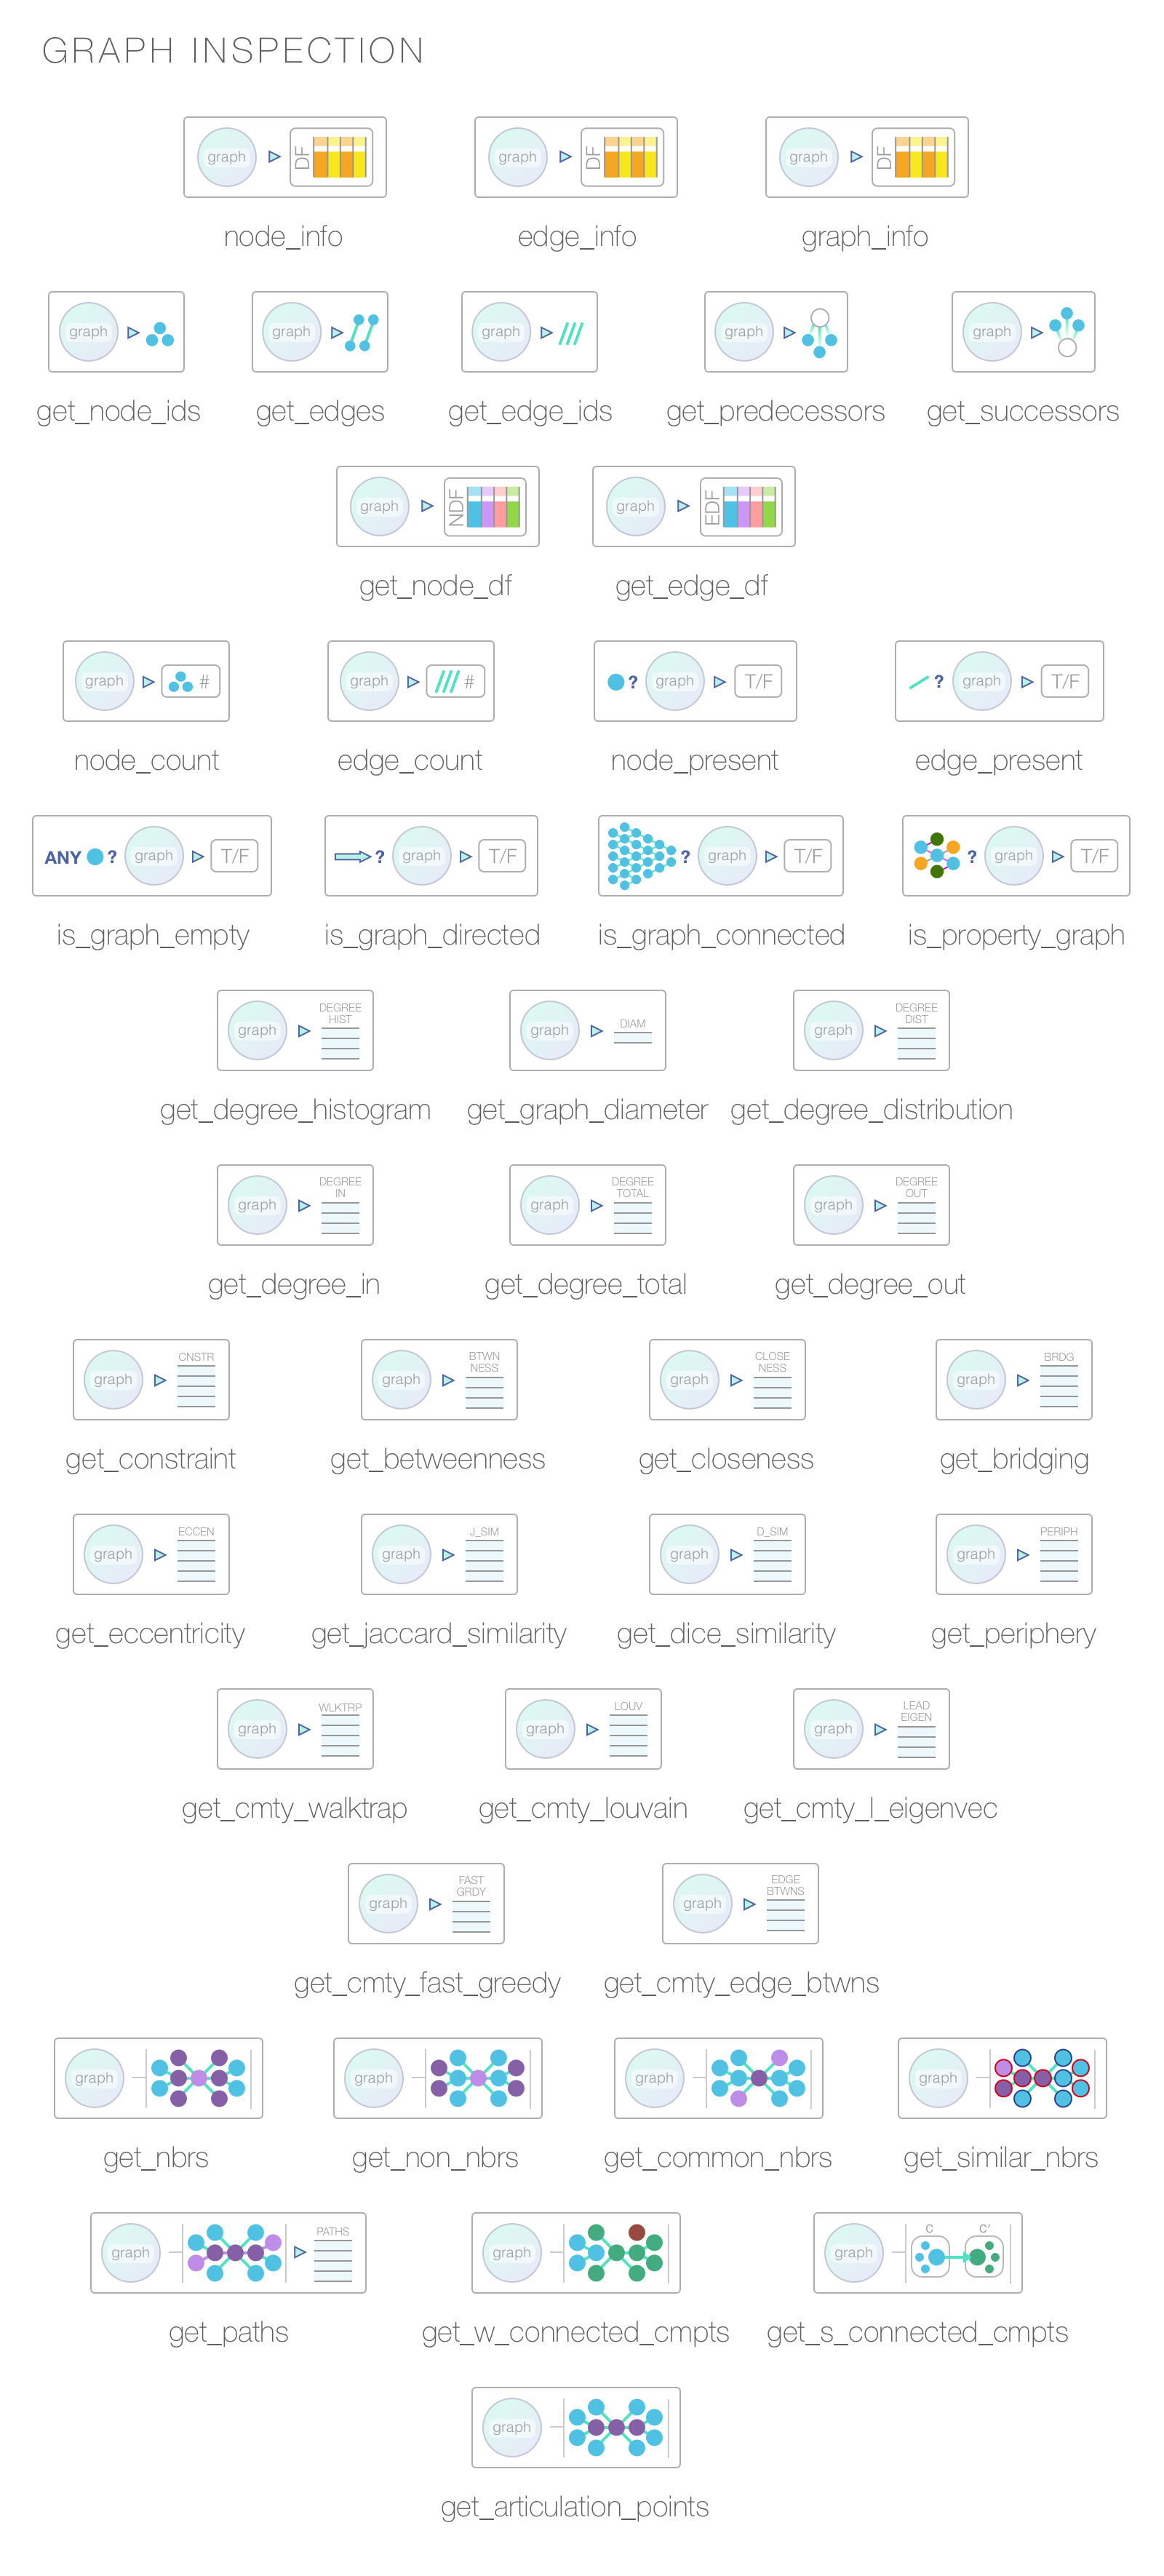 GRAPH INSPECTION
graph DF graph DF graph DF
node_info edge_info graph_info
graph graph graph graph graph
get_node_ids get_edges get_edge_ids get_predecessors get_successors
graph NDF graph EDF
get_node_df get_edge_df
graph # graph # ? graph T/F ? graph T/F
node_count edge_count node_present edge_present
ANY ? graph T/F ? graph T/F ? graph T/F ? graph T/F
is_graph_empty is_graph_directed is_graph_connected is_property_graph
graph DEGREE HIST graph DIAM graph DEGREE DIST
get_degree_histogram get_graph_diameter get_degree_distribution
graph DEGREE IN graph DEGREE TOTAL graph DEGREE OUT
get_degree_in get_degree_total get_degree_out
graph CNSTR graph BTWN NESS graph CLOSE NESS graph BRDG
get_constraint get_betweenness get_closeness get_bridging
graph ECCEN graph J_SIM graph D_SIM graph PERIPH
get_eccentricity get_jaccard_similarity get_dice_similarity get_periphery
graph WLKTRP graph LOUV graph LEAD EIGEN
get_cmty_walktrap get_cmty_louvain get_cmty_l_eigenvec
graph FAST GRDY graph EDGE BTWNS
get_cmty_fast_greedy get_cmty_edge_btwns
graph graph graph graph
get_nbrs get_non_nbrs get_common_nbrs get_similar_nbrs
graph PATHS graph graph C C'
get_paths get_w_connected_cmpts get_s_connected_cmpts
graph
get_articulation_points